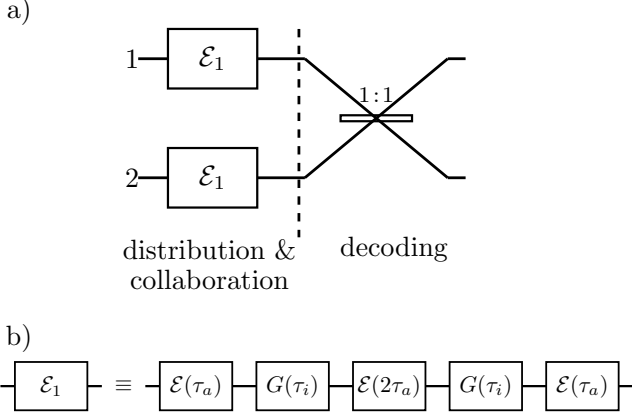 a)
1 ℰ₁
1 : 1
2 ℰ₁
distribution & decoding
collaboration
b)
ℰ₁ ≡ ℰ(τₐ) G(τᵢ) ℰ(2τₐ) G(τᵢ) ℰ(τₐ)